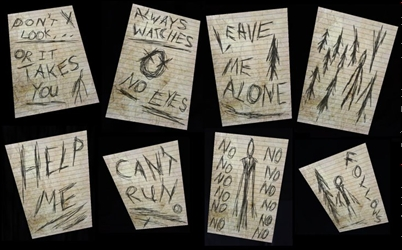 DON'T
LOOK...
OR IT
TAKES
YOU
ALWAYS
WATCHES
NO EYES
LEAVE
ME
ALONE
HELP
ME
CAN'T
RUN
NO NO
NO NO
NO NO
NO NO
NO NO
NO NO
FOLLOWS